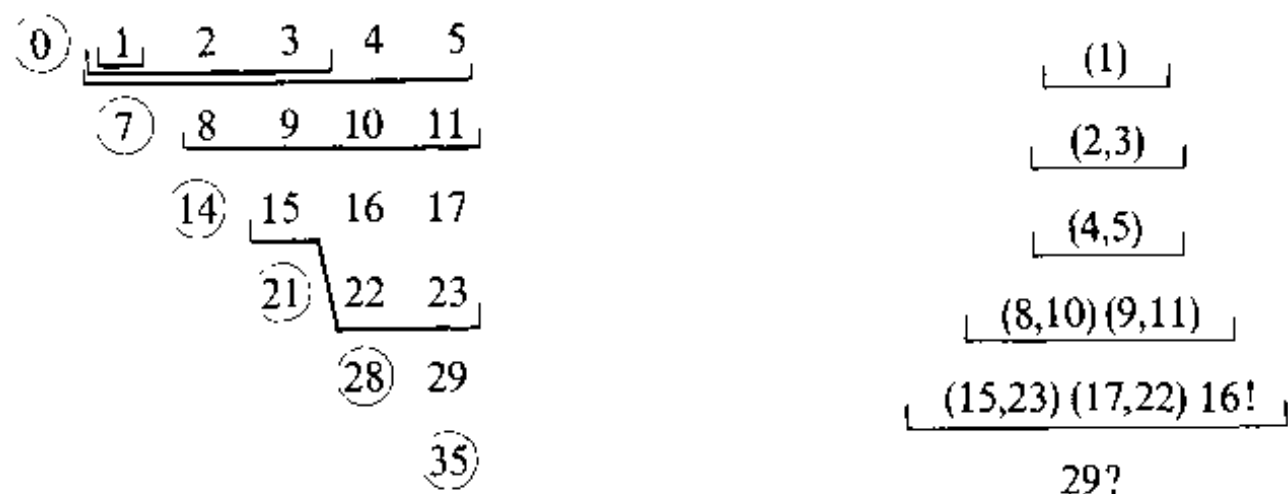 0 1 2 3 4 5
7 8 9 10 11
14 15 16 17
21 22 23
28 29
35
(1)
(2,3)
(4,5)
(8,10) (9,11)
(15,23) (17,22) 16!
29?